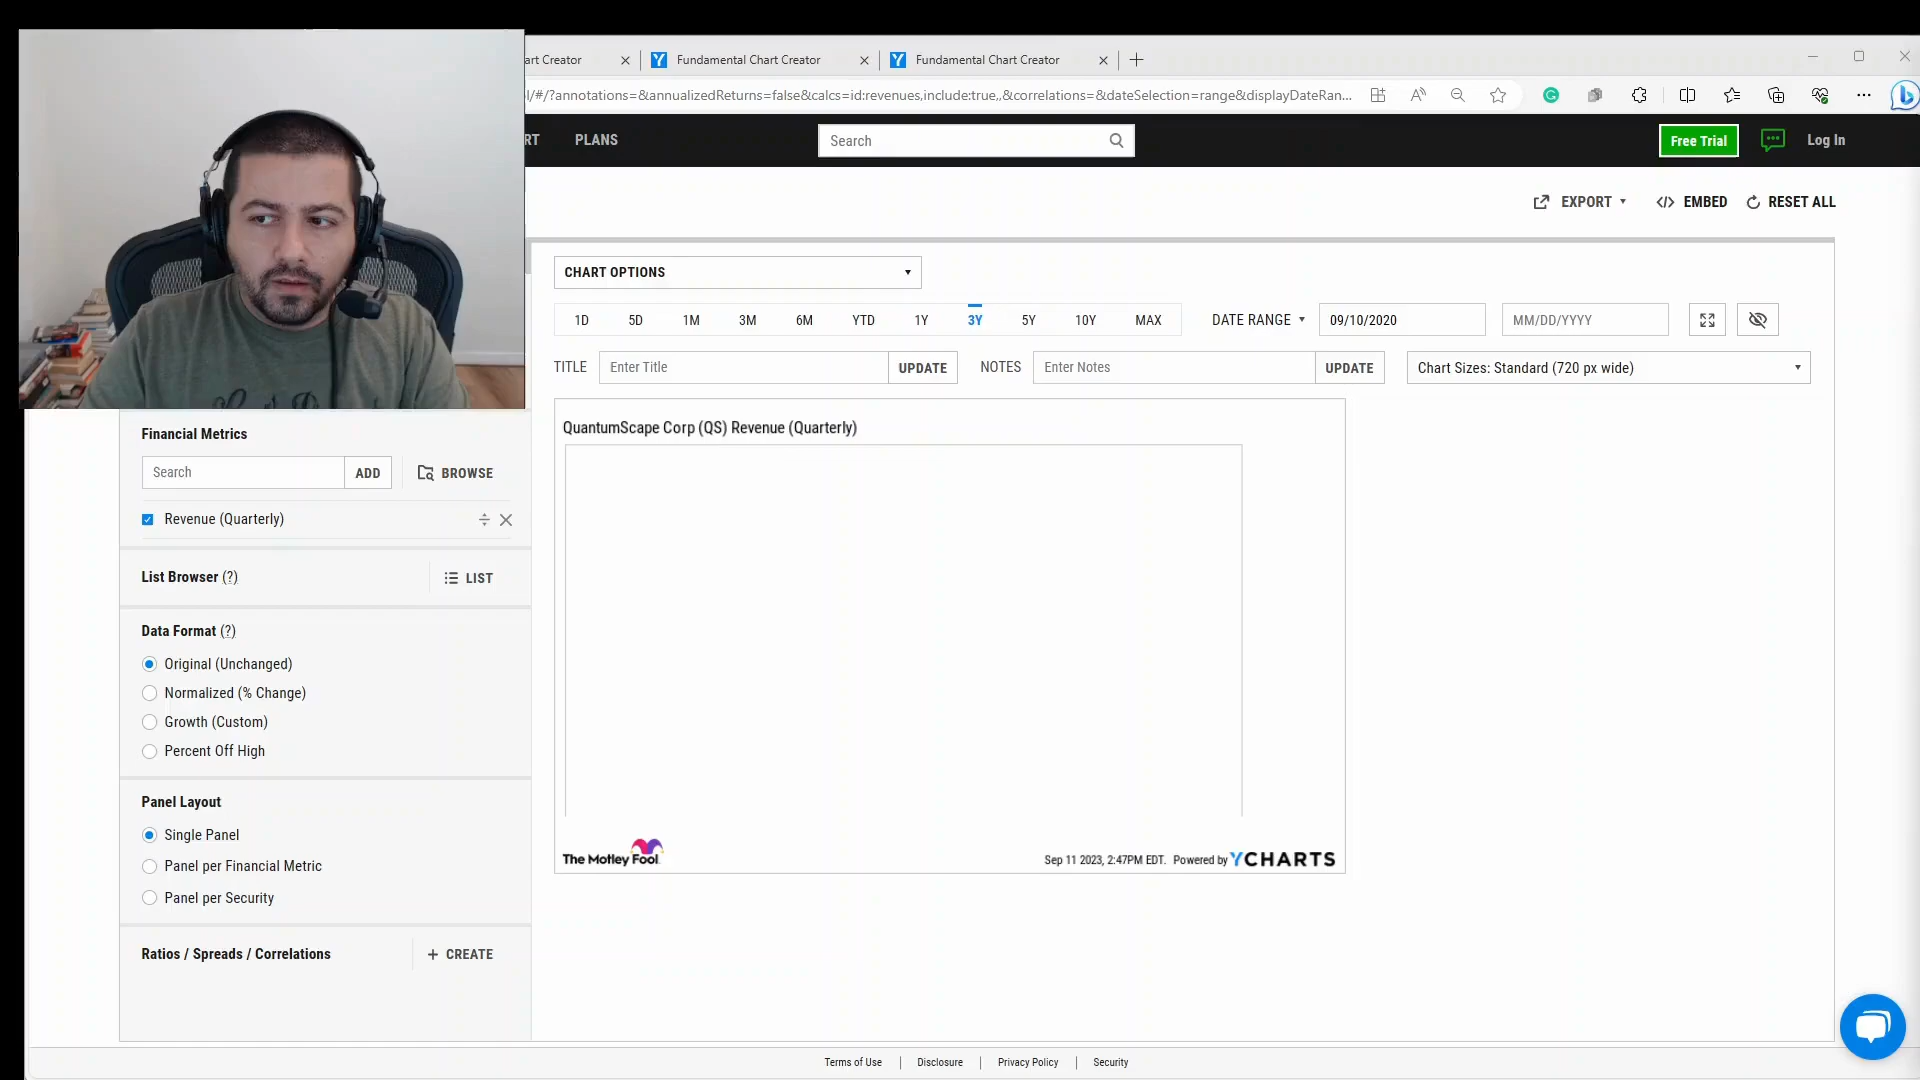 art Creator
Fundamental Chart Creator
Fundamental Chart Creator
l/#/?annotations=&annualizedReturns=false&calcs=id:revenues,include:true,,&correlations=&dateSelection=range&displayDateRan...
RT
PLANS
Search
Free Trial
Log In
EXPORT
EMBED
RESET ALL
CHART OPTIONS
1D 5D 1M 3M 6M YTD 1Y 3Y 5Y 10Y MAX
DATE RANGE
09/10/2020
MM/DD/YYYY
TITLE
Enter Title
UPDATE
NOTES
Enter Notes
UPDATE
Chart Sizes: Standard (720 px wide)
QuantumScape Corp (QS) Revenue (Quarterly)
The Motley Fool
Sep 11 2023, 2:47PM EDT. Powered by YCHARTS
Financial Metrics
Search
ADD
BROWSE
Revenue (Quarterly)
List Browser (?)
LIST
Data Format (?)
Original (Unchanged)
Normalized (% Change)
Growth (Custom)
Percent Off High
Panel Layout
Single Panel
Panel per Financial Metric
Panel per Security
Ratios / Spreads / Correlations
+ CREATE
Terms of Use
Disclosure
Privacy Policy
Security